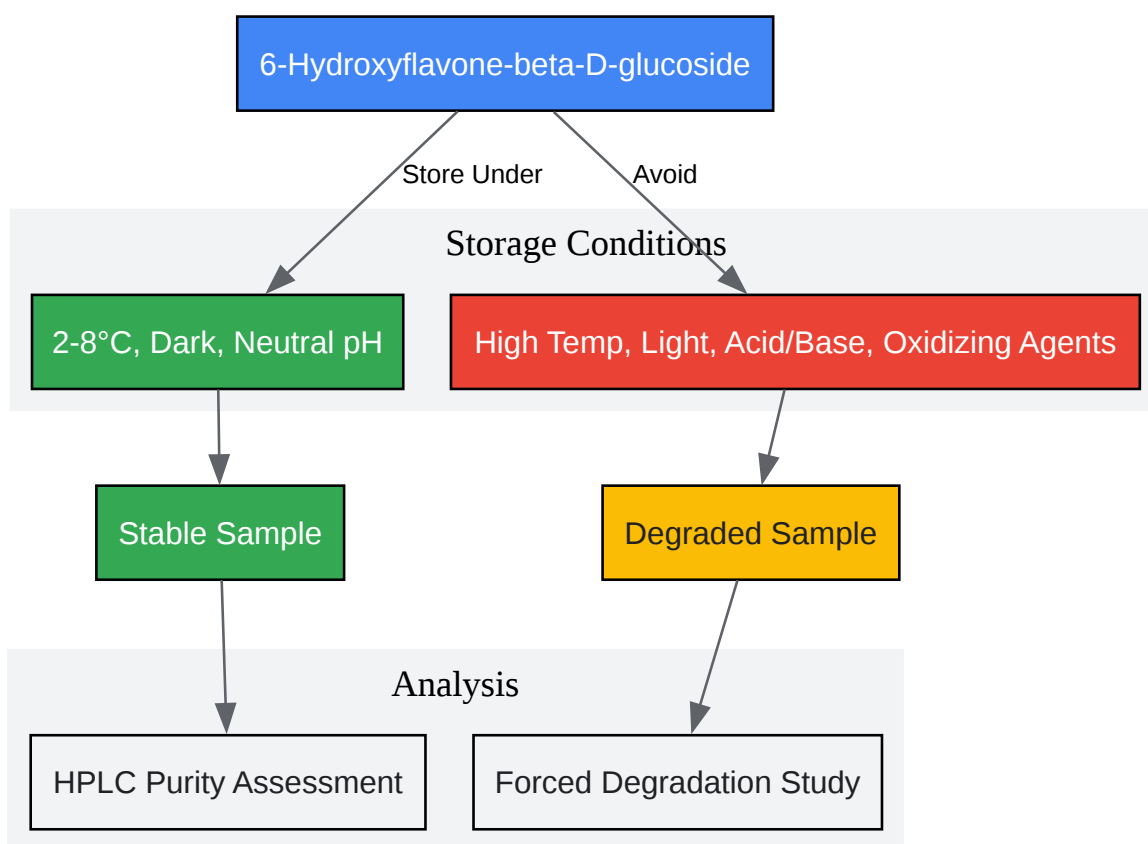 6-Hydroxyflavone-beta-D-glucoside
Store Under
Avoid
Storage Conditions
2-8°C, Dark, Neutral pH
High Temp, Light, Acid/Base, Oxidizing Agents
Stable Sample
Degraded Sample
Analysis
HPLC Purity Assessment
Forced Degradation Study